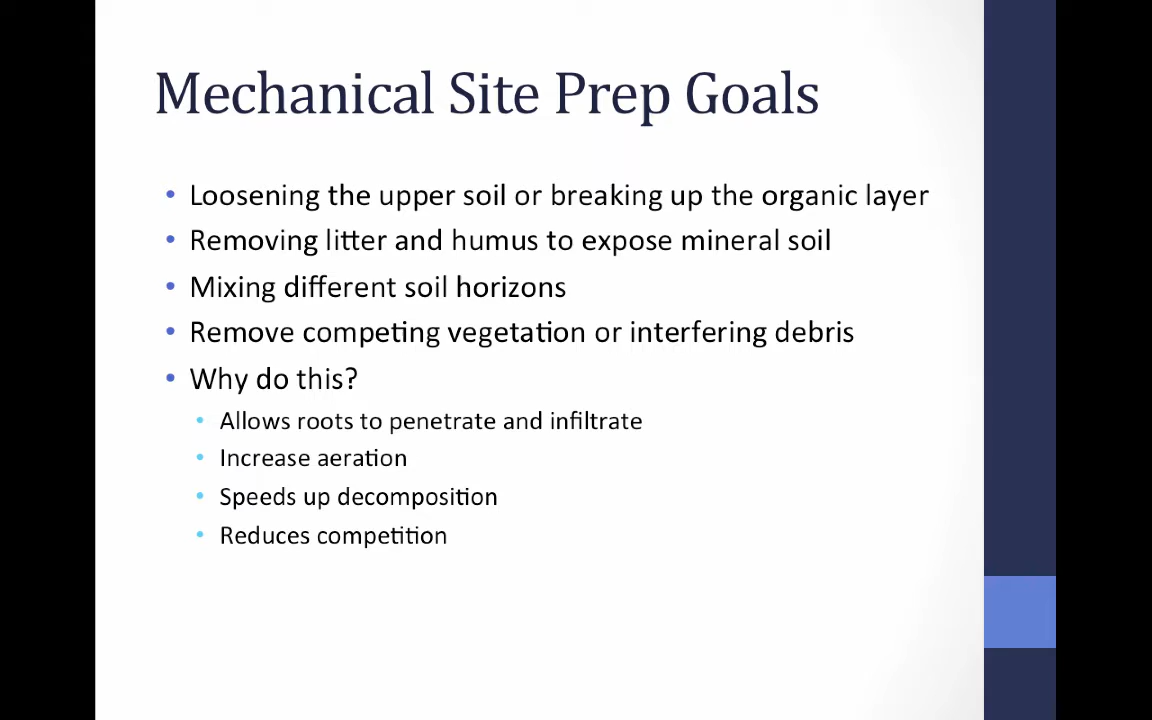 Mechanical Site Prep Goals
• Loosening the upper soil or breaking up the organic layer
• Removing litter and humus to expose mineral soil
• Mixing different soil horizons
• Remove competing vegetation or interfering debris
• Why do this?
• Allows roots to penetrate and infiltrate
• Increase aeration
• Speeds up decomposition
• Reduces competition